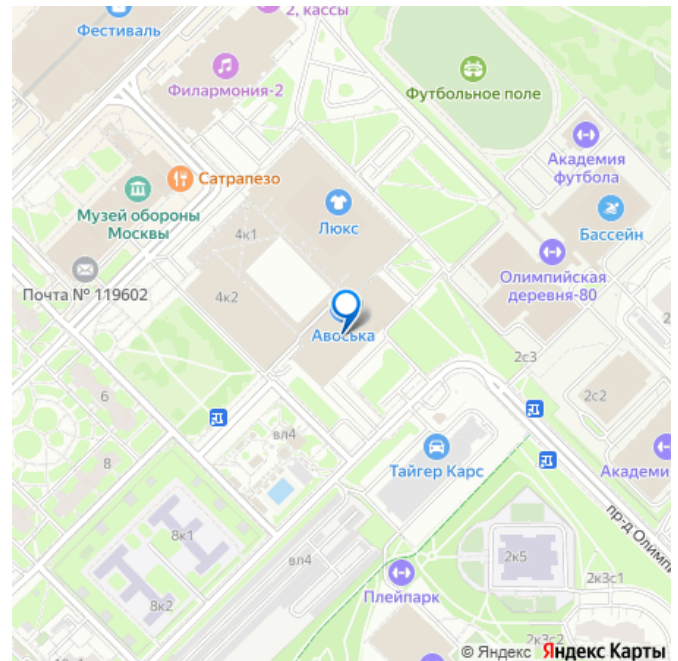 2, кассы
Фестиваль
Филармония-2
Футбольное поле
Академия
футбола
Сатрапезо
Музей обороны
Москвы
Люкс
Бассейн
4к1
Олимпийская
деревня-80
Почта № 119602
4к2
Авоська
2
2с3
2с2
6
вл4
8
Тайгер Карс
Академи
пр-д Олимпи
8к1
вл4
2к5
2к3с1
Плейпарк
8к2
2к3с2
10к1
© Яндекс Яндекс Карты